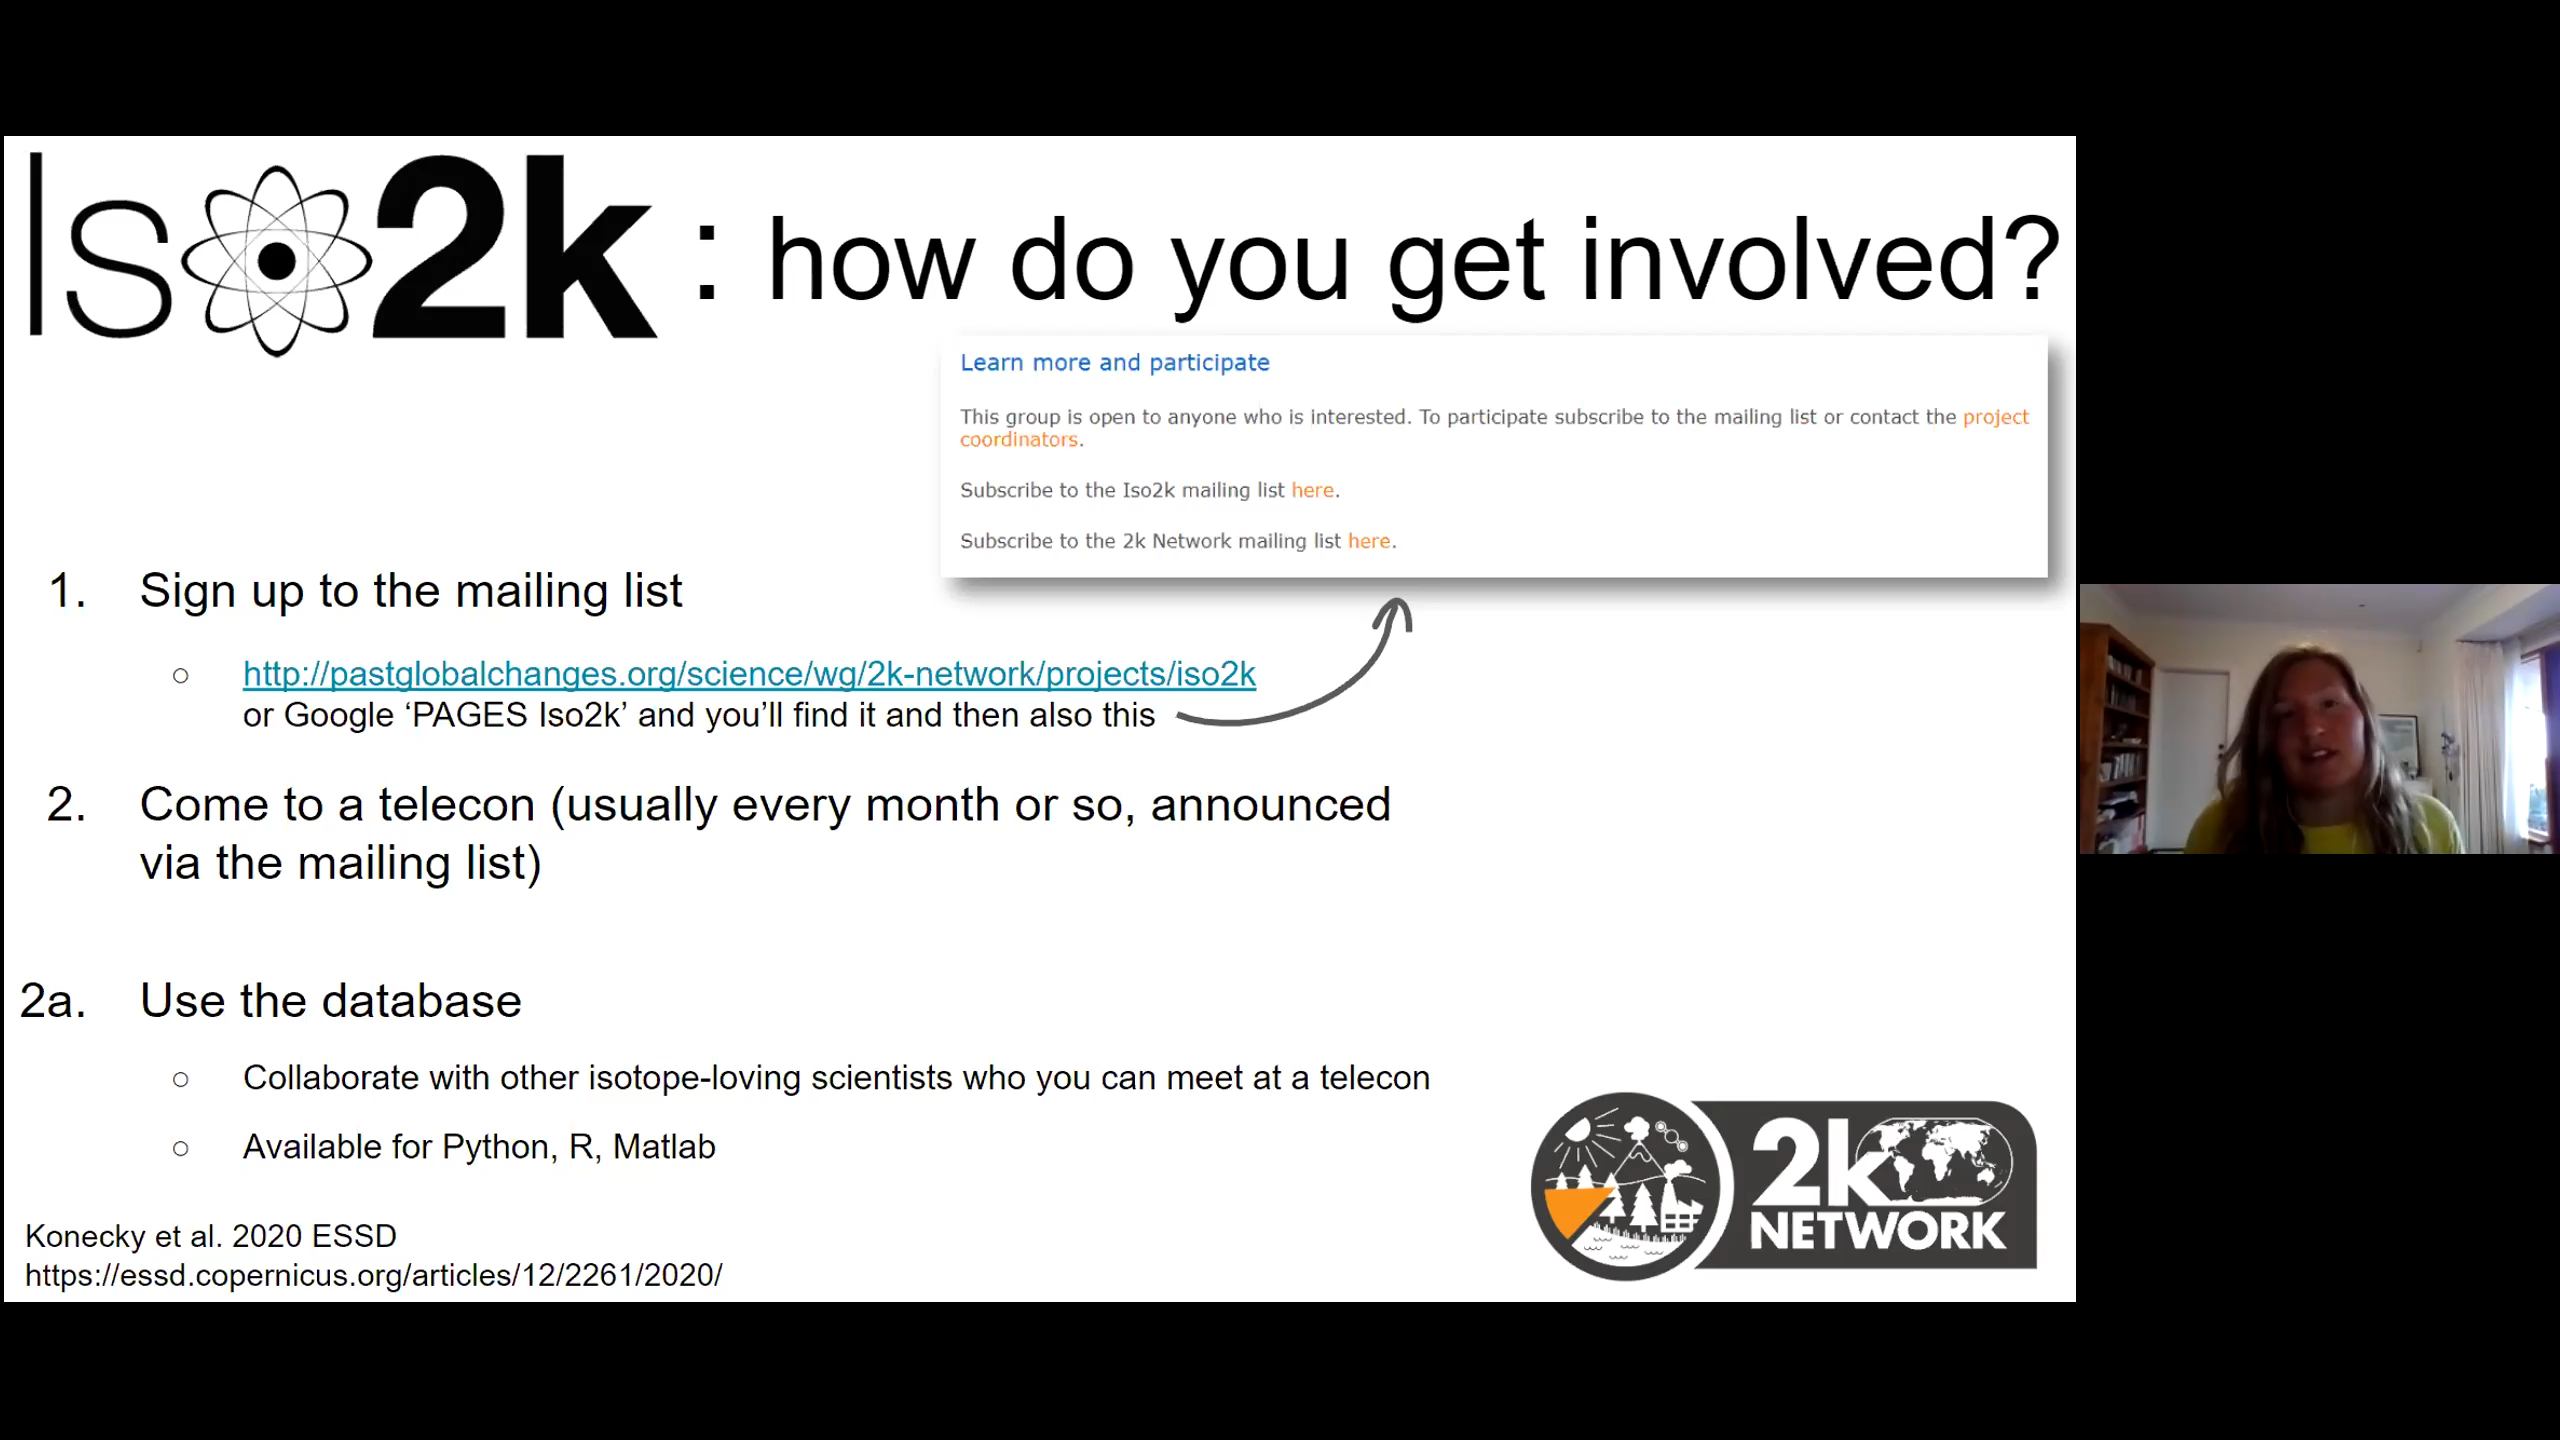 Iso2k : how do you get involved?
Learn more and participate
This group is open to anyone who is interested. To participate subscribe to the mailing list or contact the project
coordinators.
Subscribe to the Iso2k mailing list here.
Subscribe to the 2k Network mailing list here.
1. Sign up to the mailing list
○ http://pastglobalchanges.org/science/wg/2k-network/projects/iso2k
or Google ‘PAGES Iso2k’ and you’ll find it and then also this
2. Come to a telecon (usually every month or so, announced
via the mailing list)
2a. Use the database
○ Collaborate with other isotope-loving scientists who you can meet at a telecon
○ Available for Python, R, Matlab
Konecky et al. 2020 ESSD
https://essd.copernicus.org/articles/12/2261/2020/
2k
NETWORK